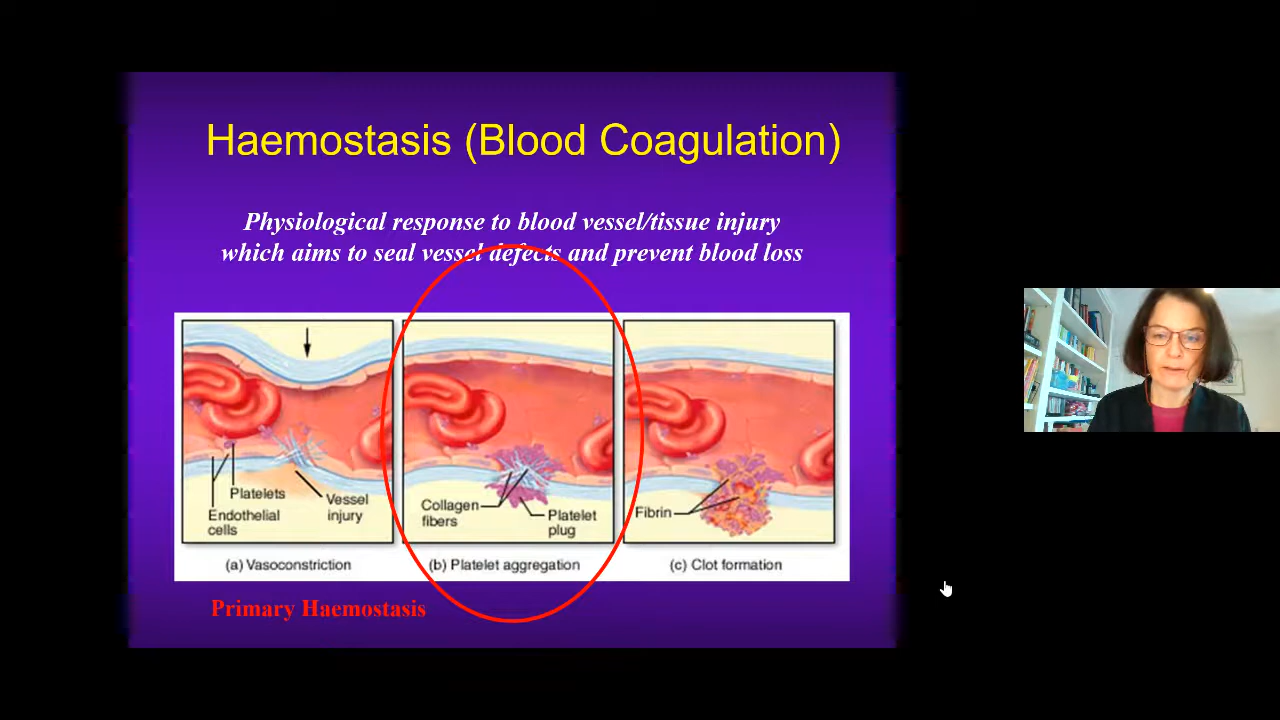 Haemostasis (Blood Coagulation)
Physiological response to blood vessel/tissue injury
which aims to seal vessel defects and prevent blood loss
Platelets
Endothelial
cells
Vessel
injury
(a) Vasoconstriction
Collagen
fibers
Platelet
plug
(b) Platelet aggregation
Fibrin
(c) Clot formation
Primary Haemostasis